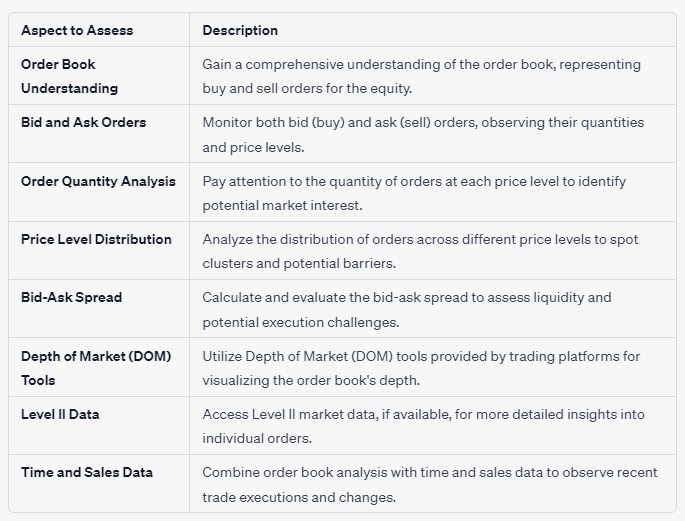 Aspect to Assess
Description
Order Book
Understanding
Gain a comprehensive understanding of the order book, representing
buy and sell orders for the equity.
Bid and Ask Orders
Monitor both bid (buy) and ask (sell) orders, observing their quantities
and price levels.
Order Quantity Analysis
Pay attention to the quantity of orders at each price level to identify
potential market interest.
Price Level Distribution
Analyze the distribution of orders across different price levels to spot
clusters and potential barriers.
Bid-Ask Spread
Calculate and evaluate the bid-ask spread to assess liquidity and
potential execution challenges.
Depth of Market (DOM)
Tools
Utilize Depth of Market (DOM) tools provided by trading platforms for
visualizing the order book's depth.
Level II Data
Access Level II market data, if available, for more detailed insights into
individual orders.
Time and Sales Data
Combine order book analysis with time and sales data to observe recent
trade executions and changes.